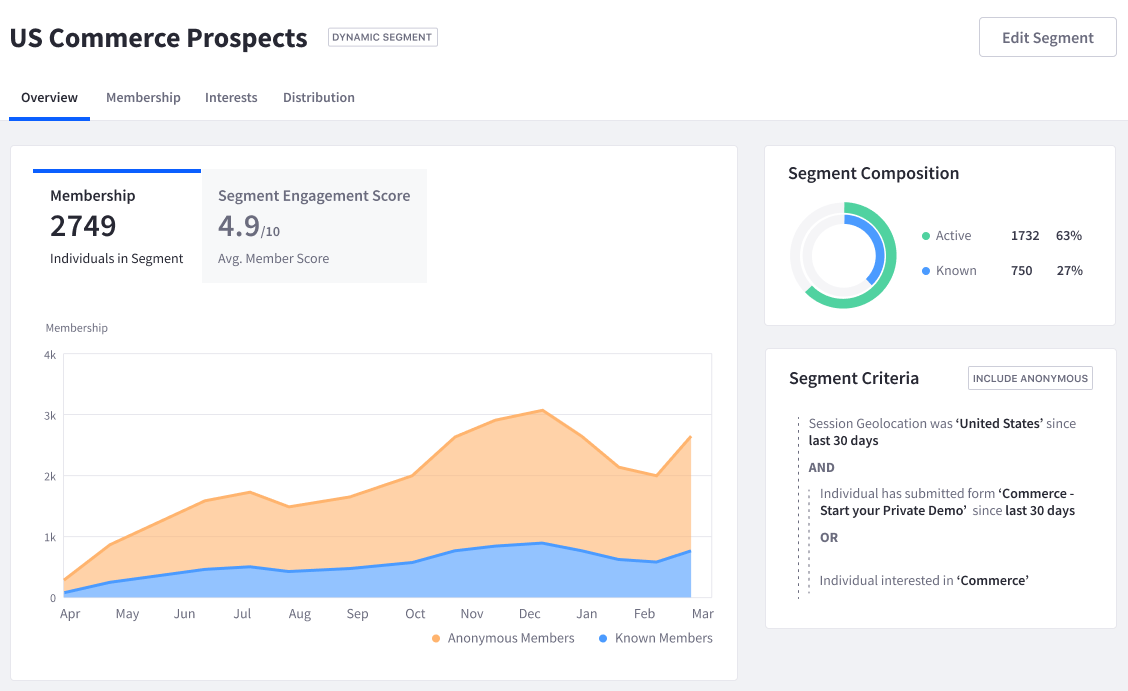 US Commerce Prospects
DYNAMIC SEGMENT
Edit Segment
Overview
Membership
Interests
Distribution
Membership
2749
Individuals in Segment
Segment Engagement Score
4.9/10
Avg. Member Score
Membership
4k
3k
2k
1k
0
Apr May Jun Jul Aug Sep Oct Nov Dec Jan Feb Mar
Anonymous Members
Known Members
Segment Composition
Active 1732 63%
Known 750 27%
Segment Criteria
INCLUDE ANONYMOUS
Session Geolocation was ‘United States’ since
last 30 days
AND
Individual has submitted form ‘Commerce -
Start your Private Demo’ since last 30 days
OR
Individual interested in ‘Commerce’